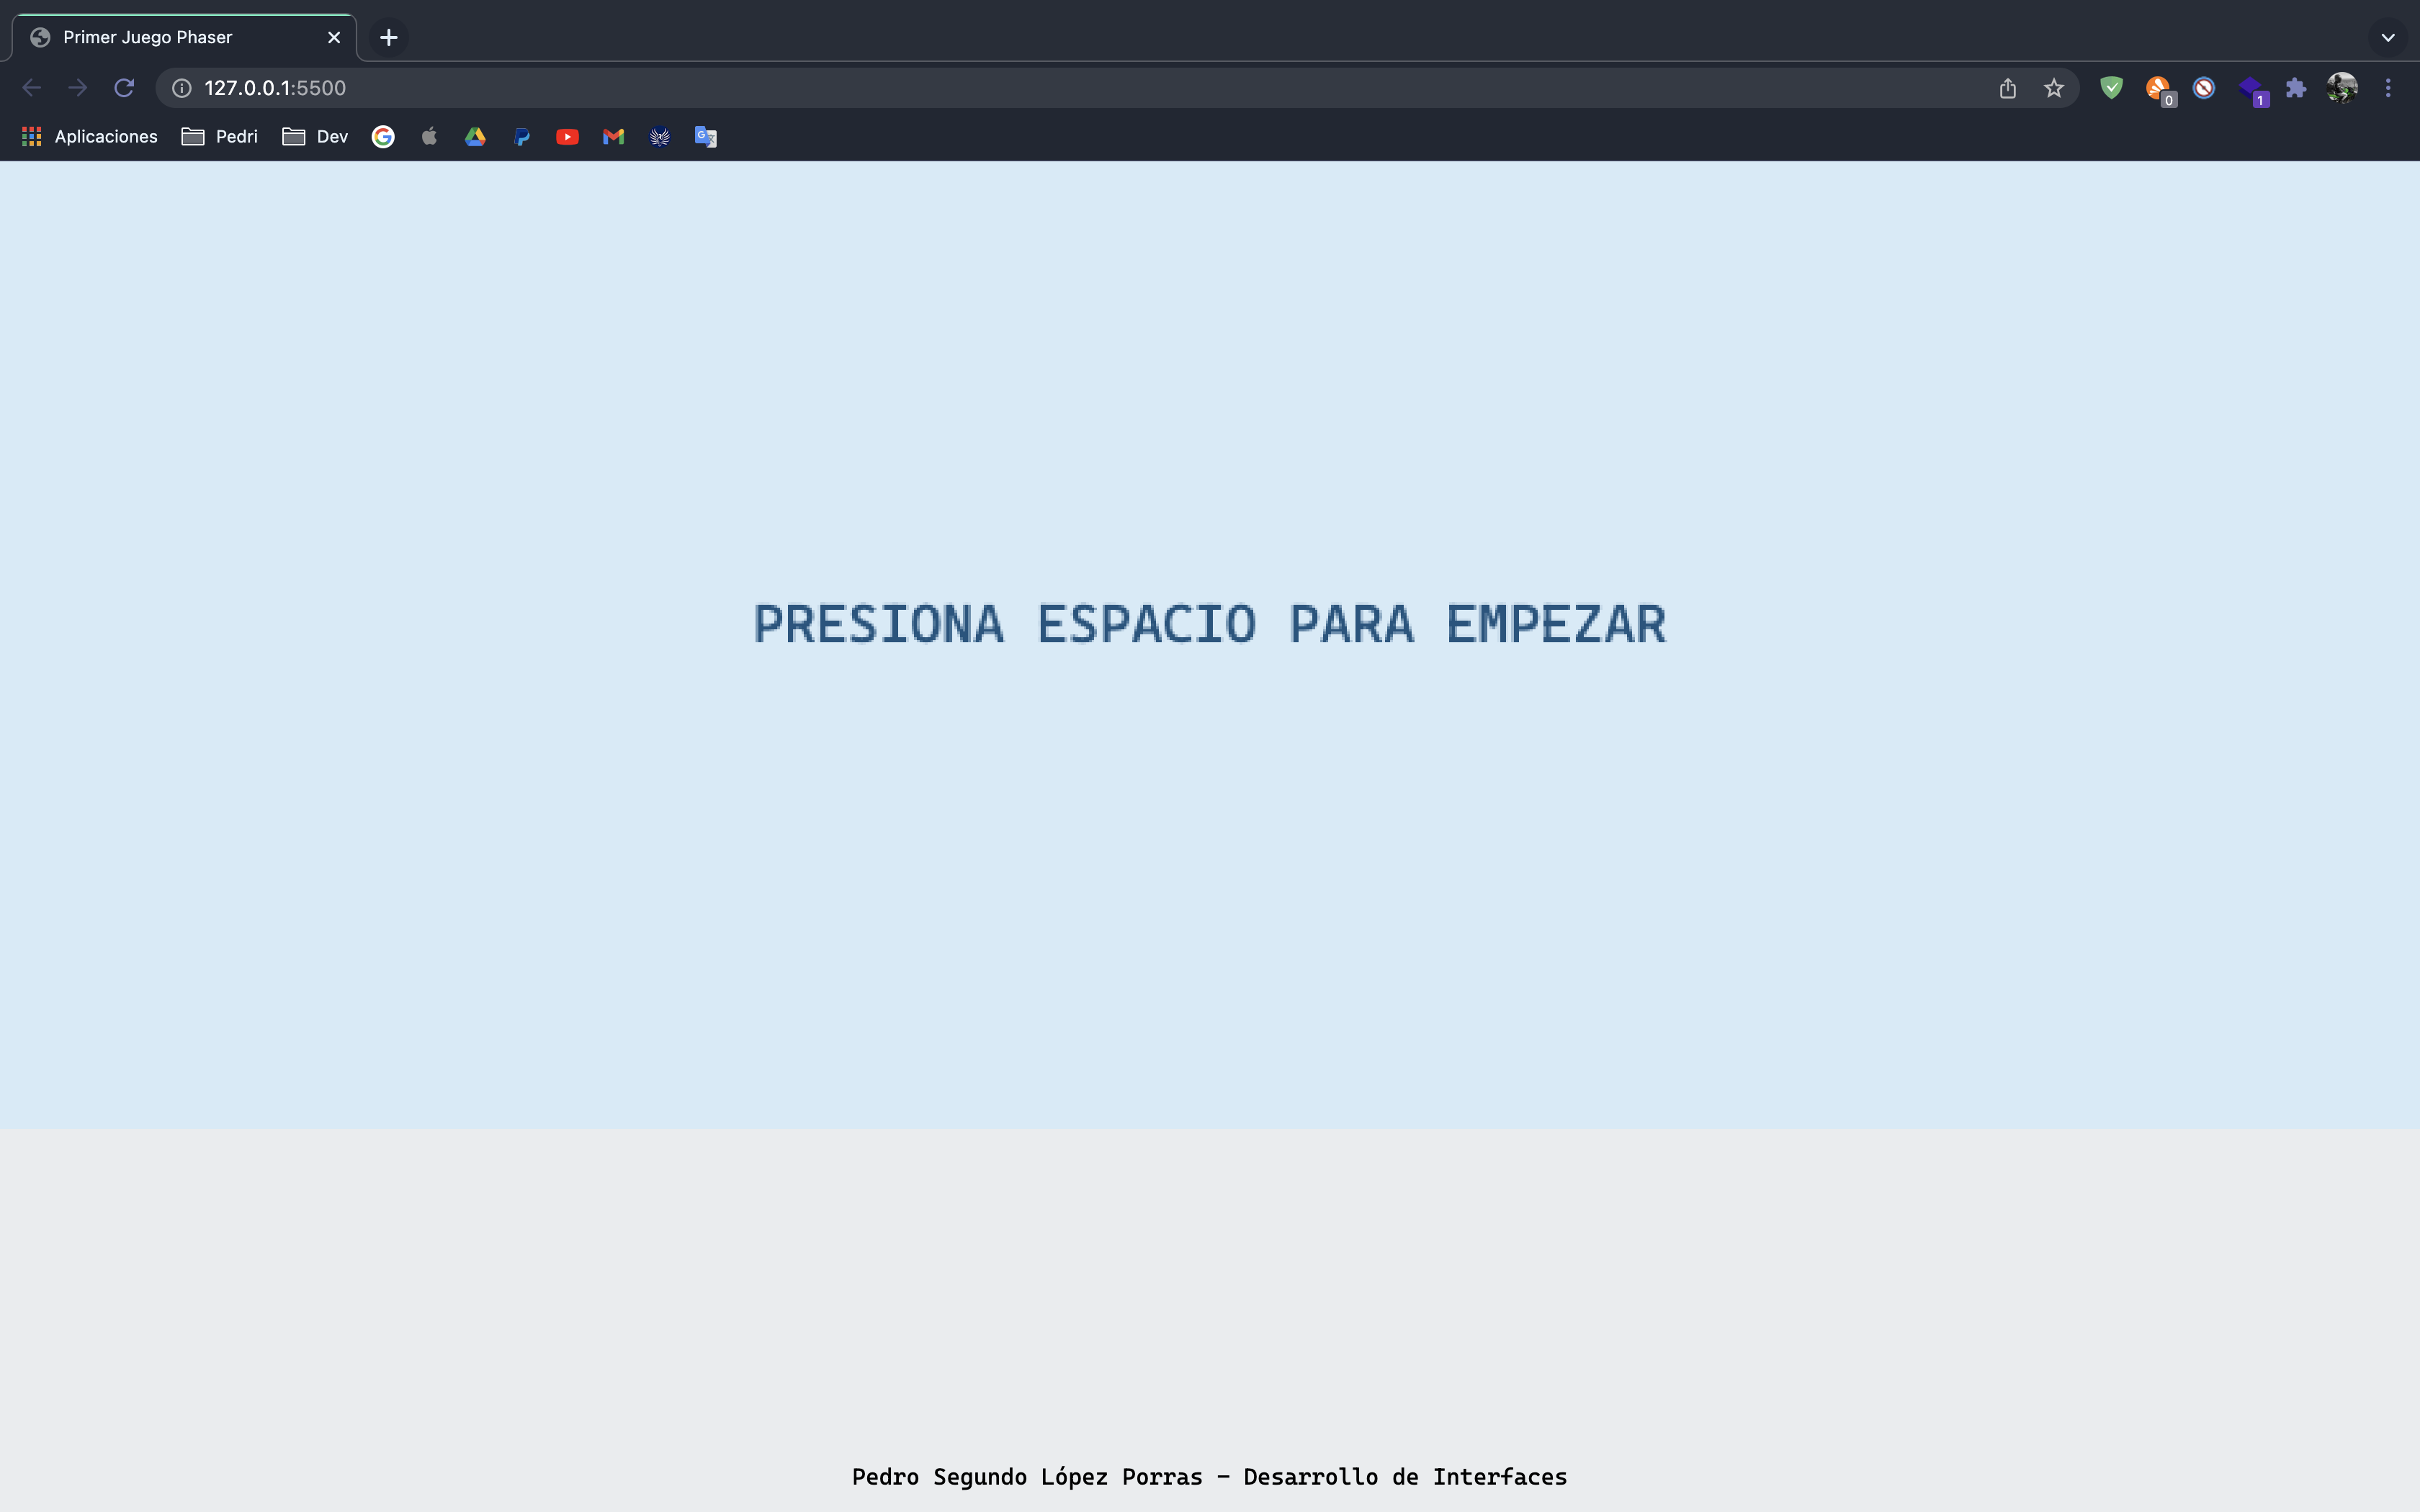 Primer Juego Phaser
127.0.0.1:5500
0
1
Aplicaciones Pedri Dev
PRESIONA ESPACIO PARA EMPEZAR
Pedro Segundo López Porras - Desarrollo de Interfaces